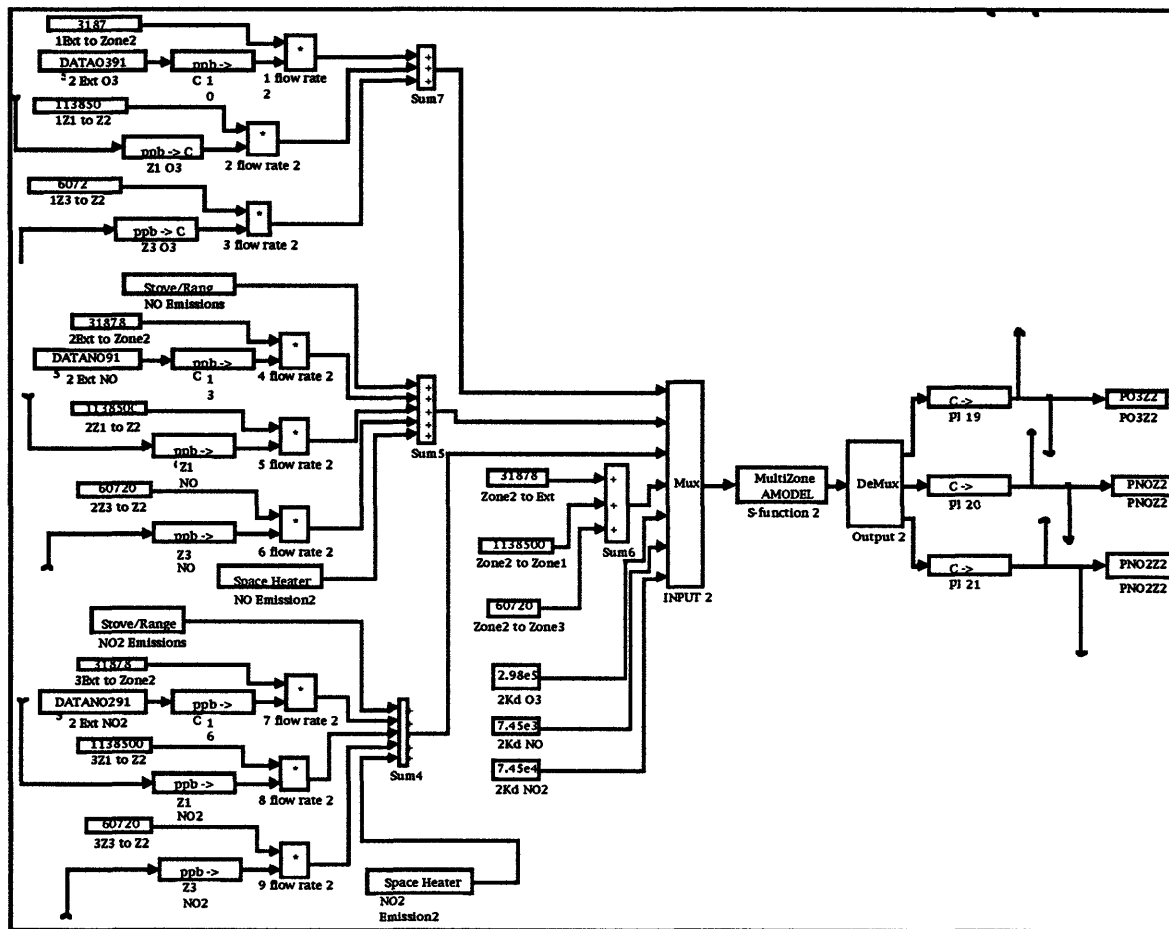 3187
1Ext to Zone2
DATAO391
2 Ext O3
ppb ->
C 1
0
*
1 flow rate
2
+
+
+
Sum7
113850
1Z1 to Z2
ppb -> C
Z1 O3
*
2 flow rate 2
6072
1Z3 to Z2
ppb -> C
Z3 O3
*
3 flow rate 2
Stove/Rang
NO Emissions
31878
2Ext to Zone2
DATANO91
2 Ext NO
ppb ->
C 1
3
*
4 flow rate 2
2Z1 to Z2
ppb ->
Z1
NO
*
5 flow rate 2
60720
2Z3 to Z2
ppb ->
Z3
NO
*
6 flow rate 2
Space Heater
NO Emission2
+
+
+
+
+
Sum5
Stove/Range
NO2 Emissions
31878
3Ext to Zone2
DATANO291
2 Ext NO2
ppb ->
C 1
6
*
7 flow rate 2
1138500
3Z1 to Z2
ppb ->
Z1
NO2
*
8 flow rate 2
60720
3Z3 to Z2
ppb ->
Z3
NO2
*
9 flow rate 2
Space Heater
NO2
Emission2
Sum4
31878
Zone2 to Ext
1138500
Zone2 to Zone1
60720
Zone2 to Zone3
+
+
+
Sum6
2.98e5
2Kd O3
7.45e3
2Kd NO
7.45e4
2Kd NO2
Mux
INPUT 2
MultiZone
AMODEL
S-function 2
DeMux
Output 2
C ->
PI 19
C ->
PI 20
C ->
PI 21
PO3Z2
PO3Z2
PNOZ2
PNOZ2
PNO2Z2
PNO2Z2